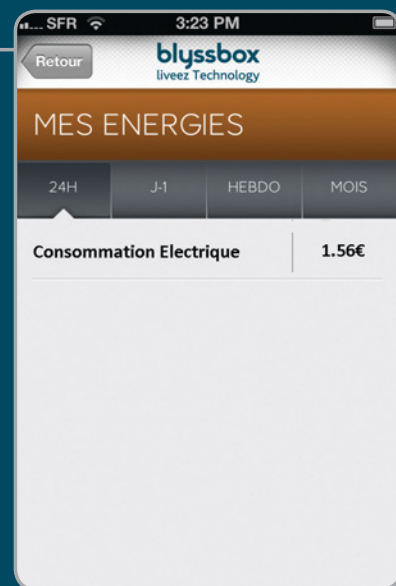 SFR 3:23 PM
Retour
blyssbox
liveez Technology
MES ENERGIES
24H J-1 HEBDO MOIS
Consommation Electrique 1.56€